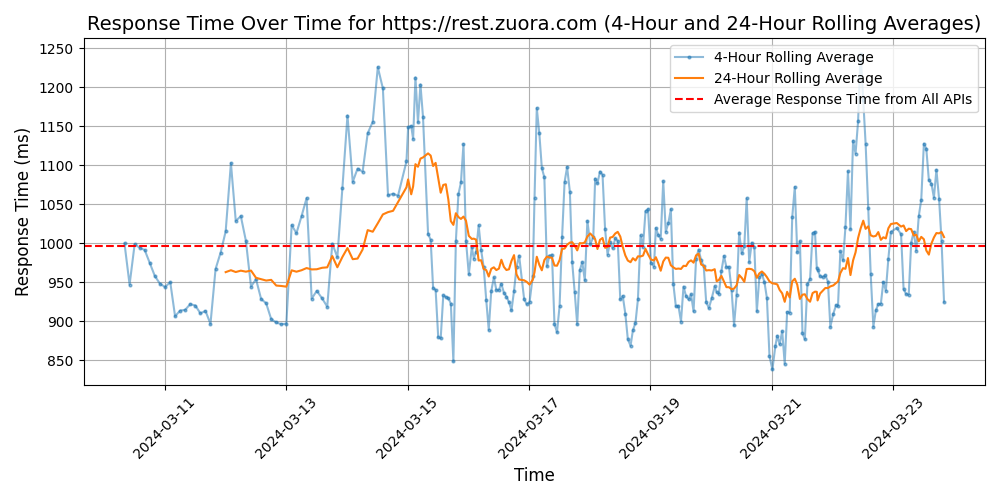 Response Time Over Time for https://rest.zuora.com (4-Hour and 24-Hour Rolling Averages)
4-Hour Rolling Average
24-Hour Rolling Average
Average Response Time from All APIs
Response Time (ms)
1250
1200
1150
1100
1050
1000
950
900
850
2024-03-11
2024-03-13
2024-03-15
2024-03-17
2024-03-19
2024-03-21
2024-03-23
Time